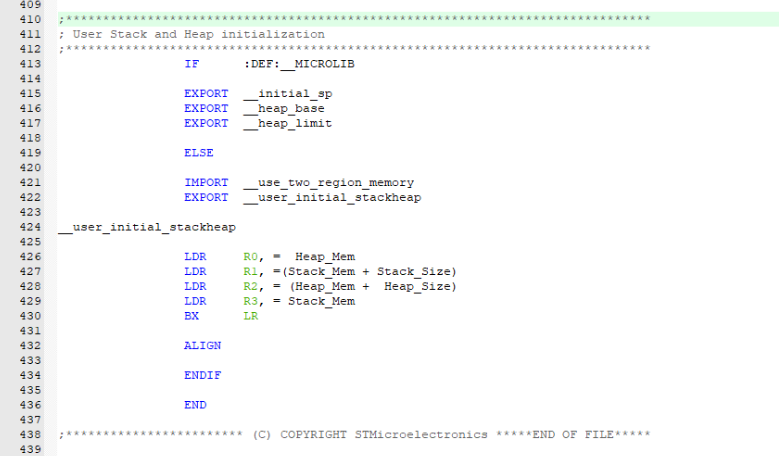 409
410 ;*******************************************************************************
411 ; User Stack and Heap initialization
412 ;*******************************************************************************
413                 IF      :DEF:__MICROLIB
414
415                 EXPORT  __initial_sp
416                 EXPORT  __heap_base
417                 EXPORT  __heap_limit
418
419                 ELSE
420
421                 IMPORT  __use_two_region_memory
422                 EXPORT  __user_initial_stackheap
423
424 __user_initial_stackheap
425
426                 LDR     R0, =  Heap_Mem
427                 LDR     R1, =(Stack_Mem + Stack_Size)
428                 LDR     R2, = (Heap_Mem +  Heap_Size)
429                 LDR     R3, = Stack_Mem
430                 BX      LR
431
432                 ALIGN
433
434                 ENDIF
435
436                 END
437
438 ;************************ (C) COPYRIGHT STMicroelectronics *****END OF FILE*****
439